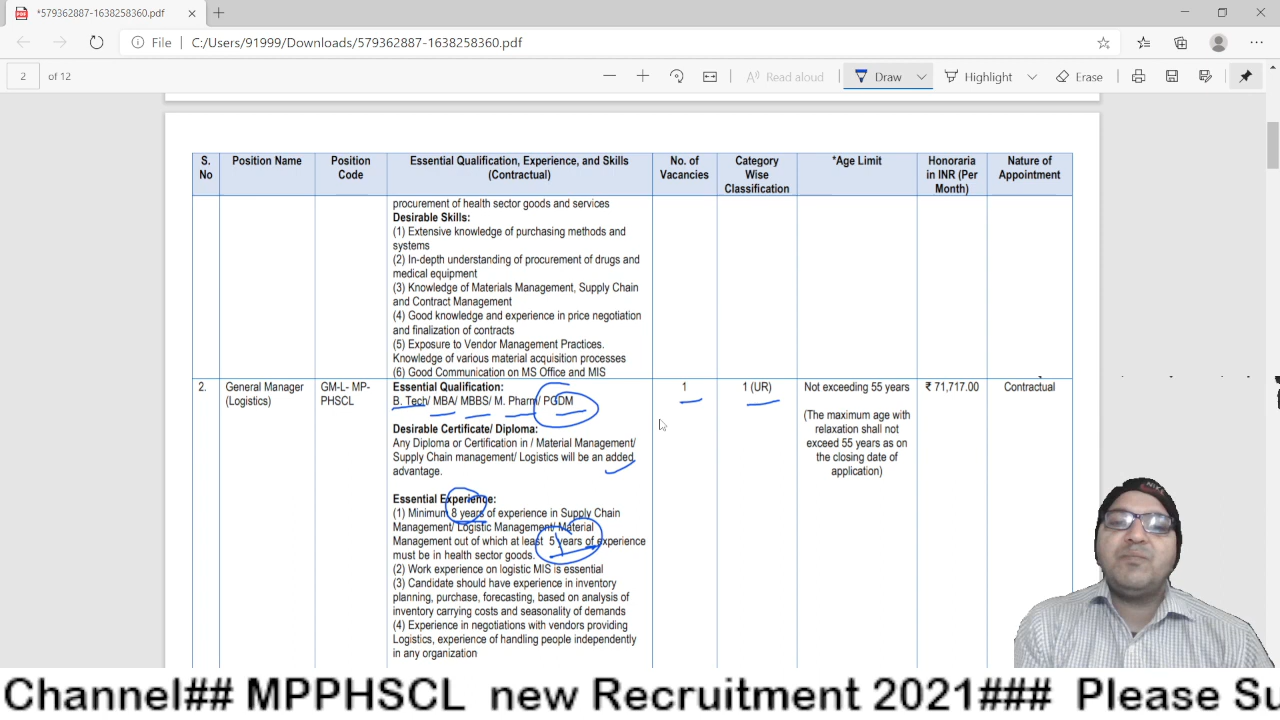 *579362887-1638258360.pdf
File
C:/Users/91999/Downloads/579362887-1638258360.pdf
2
of 12
Read aloud
Draw
Highlight
Erase
S. No
Position Name
Position Code
Essential Qualification, Experience, and Skills (Contractual)
No. of Vacancies
Category Wise Classification
*Age Limit
Honoraria in INR (Per Month)
Nature of Appointment
procurement of health sector goods and services
Desirable Skills:
(1) Extensive knowledge of purchasing methods and
systems
(2) In-depth understanding of procurement of drugs and
medical equipment
(3) Knowledge of Materials Management, Supply Chain
and Contract Management
(4) Good knowledge and experience in price negotiation
and finalization of contracts
(5) Exposure to Vendor Management Practices.
Knowledge of various material acquisition processes
(6) Good Communication on MS Office and MIS
2.
General Manager
(Logistics)
GM-L- MP-
PHSCL
Essential Qualification:
B. Tech/ MBA/ MBBS/ M. Pharm/ PGDM
Desirable Certificate/ Diploma:
Any Diploma or Certification in / Material Management/
Supply Chain management/ Logistics will be an added
advantage.
Essential Experience:
(1) Minimum 8 years of experience in Supply Chain
Management/ Logistic Management/ Material
Management out of which at least 5 years of experience
must be in health sector goods.
(2) Work experience on logistic MIS is essential
(3) Candidate should have experience in inventory
planning, purchase, forecasting, based on analysis of
inventory carrying costs and seasonality of demands
(4) Experience in negotiations with vendors providing
Logistics, experience of handling people independently
in any organization
1
1 (UR)
Not exceeding 55 years
(The maximum age with
relaxation shall not
exceed 55 years as on
the closing date of
application)
₹ 71,717.00
Contractual
NIKE
Channel## MPPHSCL new Recruitment 2021### Please Su